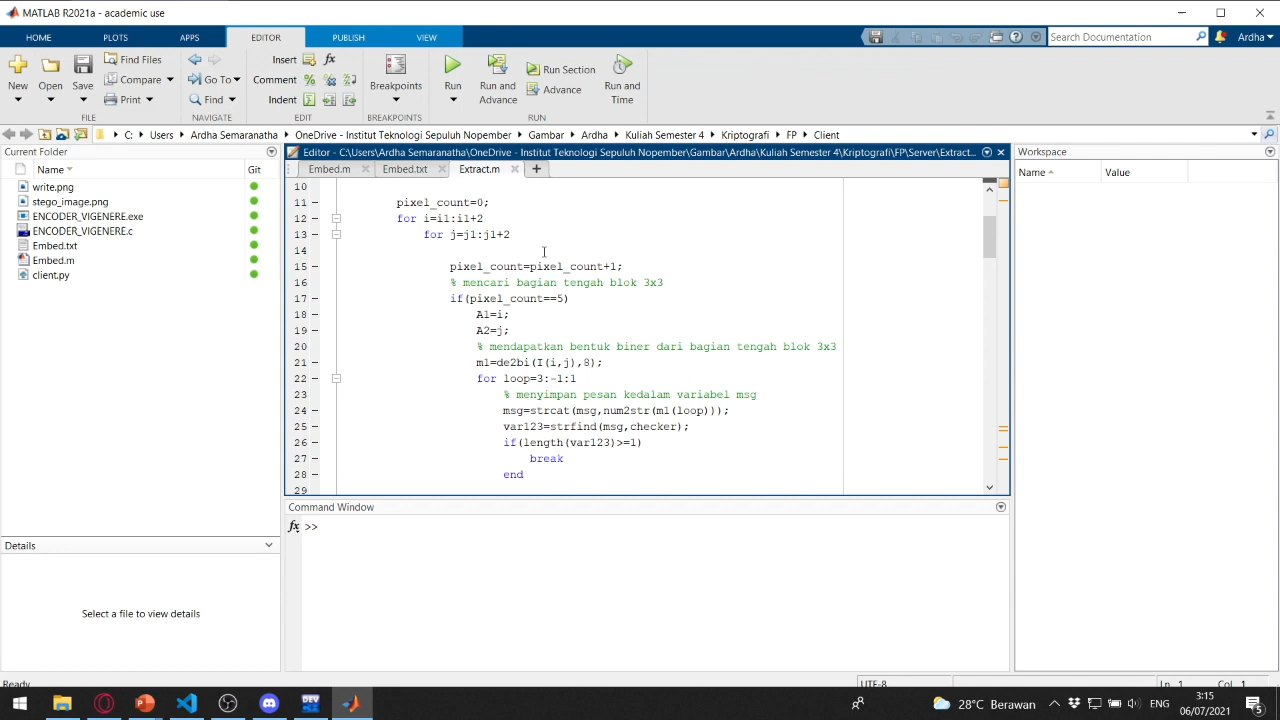 MATLAB R2021a - academic use
HOME PLOTS APPS EDITOR PUBLISH VIEW
Search Documentation
Ardha
New Open Save
Find Files
Compare
Print
FILE
Go To
Find
NAVIGATE
Insert fx
Comment
Indent
EDIT
Breakpoints
BREAKPOINTS
Run
Run and Advance
Run Section
Advance
Run and Time
RUN
C: Users Ardha Semaranatha OneDrive - Institut Teknologi Sepuluh Nopember Gambar Ardha Kuliah Semester 4 Kriptografi FP Client
Current Folder
Name Git
write.png
stego_image.png
ENCODER_VIGENERE.exe
ENCODER_VIGENERE.c
Embed.txt
Embed.m
client.py
Details
Select a file to view details
Editor - C:\Users\Ardha Semaranatha\OneDrive - Institut Teknologi Sepuluh Nopember\Gambar\Ardha\Kuliah Semester 4\Kriptografi\FP\Server\Extract...
Embed.m Embed.txt Extract.m
10
11 pixel_count=0;
12 for i=i1:i1+2
13 for j=j1:j1+2
14
15 pixel_count=pixel_count+1;
16 % mencari bagian tengah blok 3x3
17 if(pixel_count==5)
18 A1=i;
19 A2=j;
20 % mendapatkan bentuk biner dari bagian tengah blok 3x3
21 m1=de2bi(I(i,j),8);
22 for loop=3:-1:1
23 % menyimpan pesan kedalam variabel msg
24 msg=strcat(msg,num2str(m1(loop)));
25 var123=strfind(msg,checker);
26 if(length(var123)>=1)
27 break
28 end
29
Command Window
fx >>
Workspace
Name Value
Ready
UTF-8 Ln 1 Col 1
28°C Berawan
ENG
3:15
06/07/2021
5